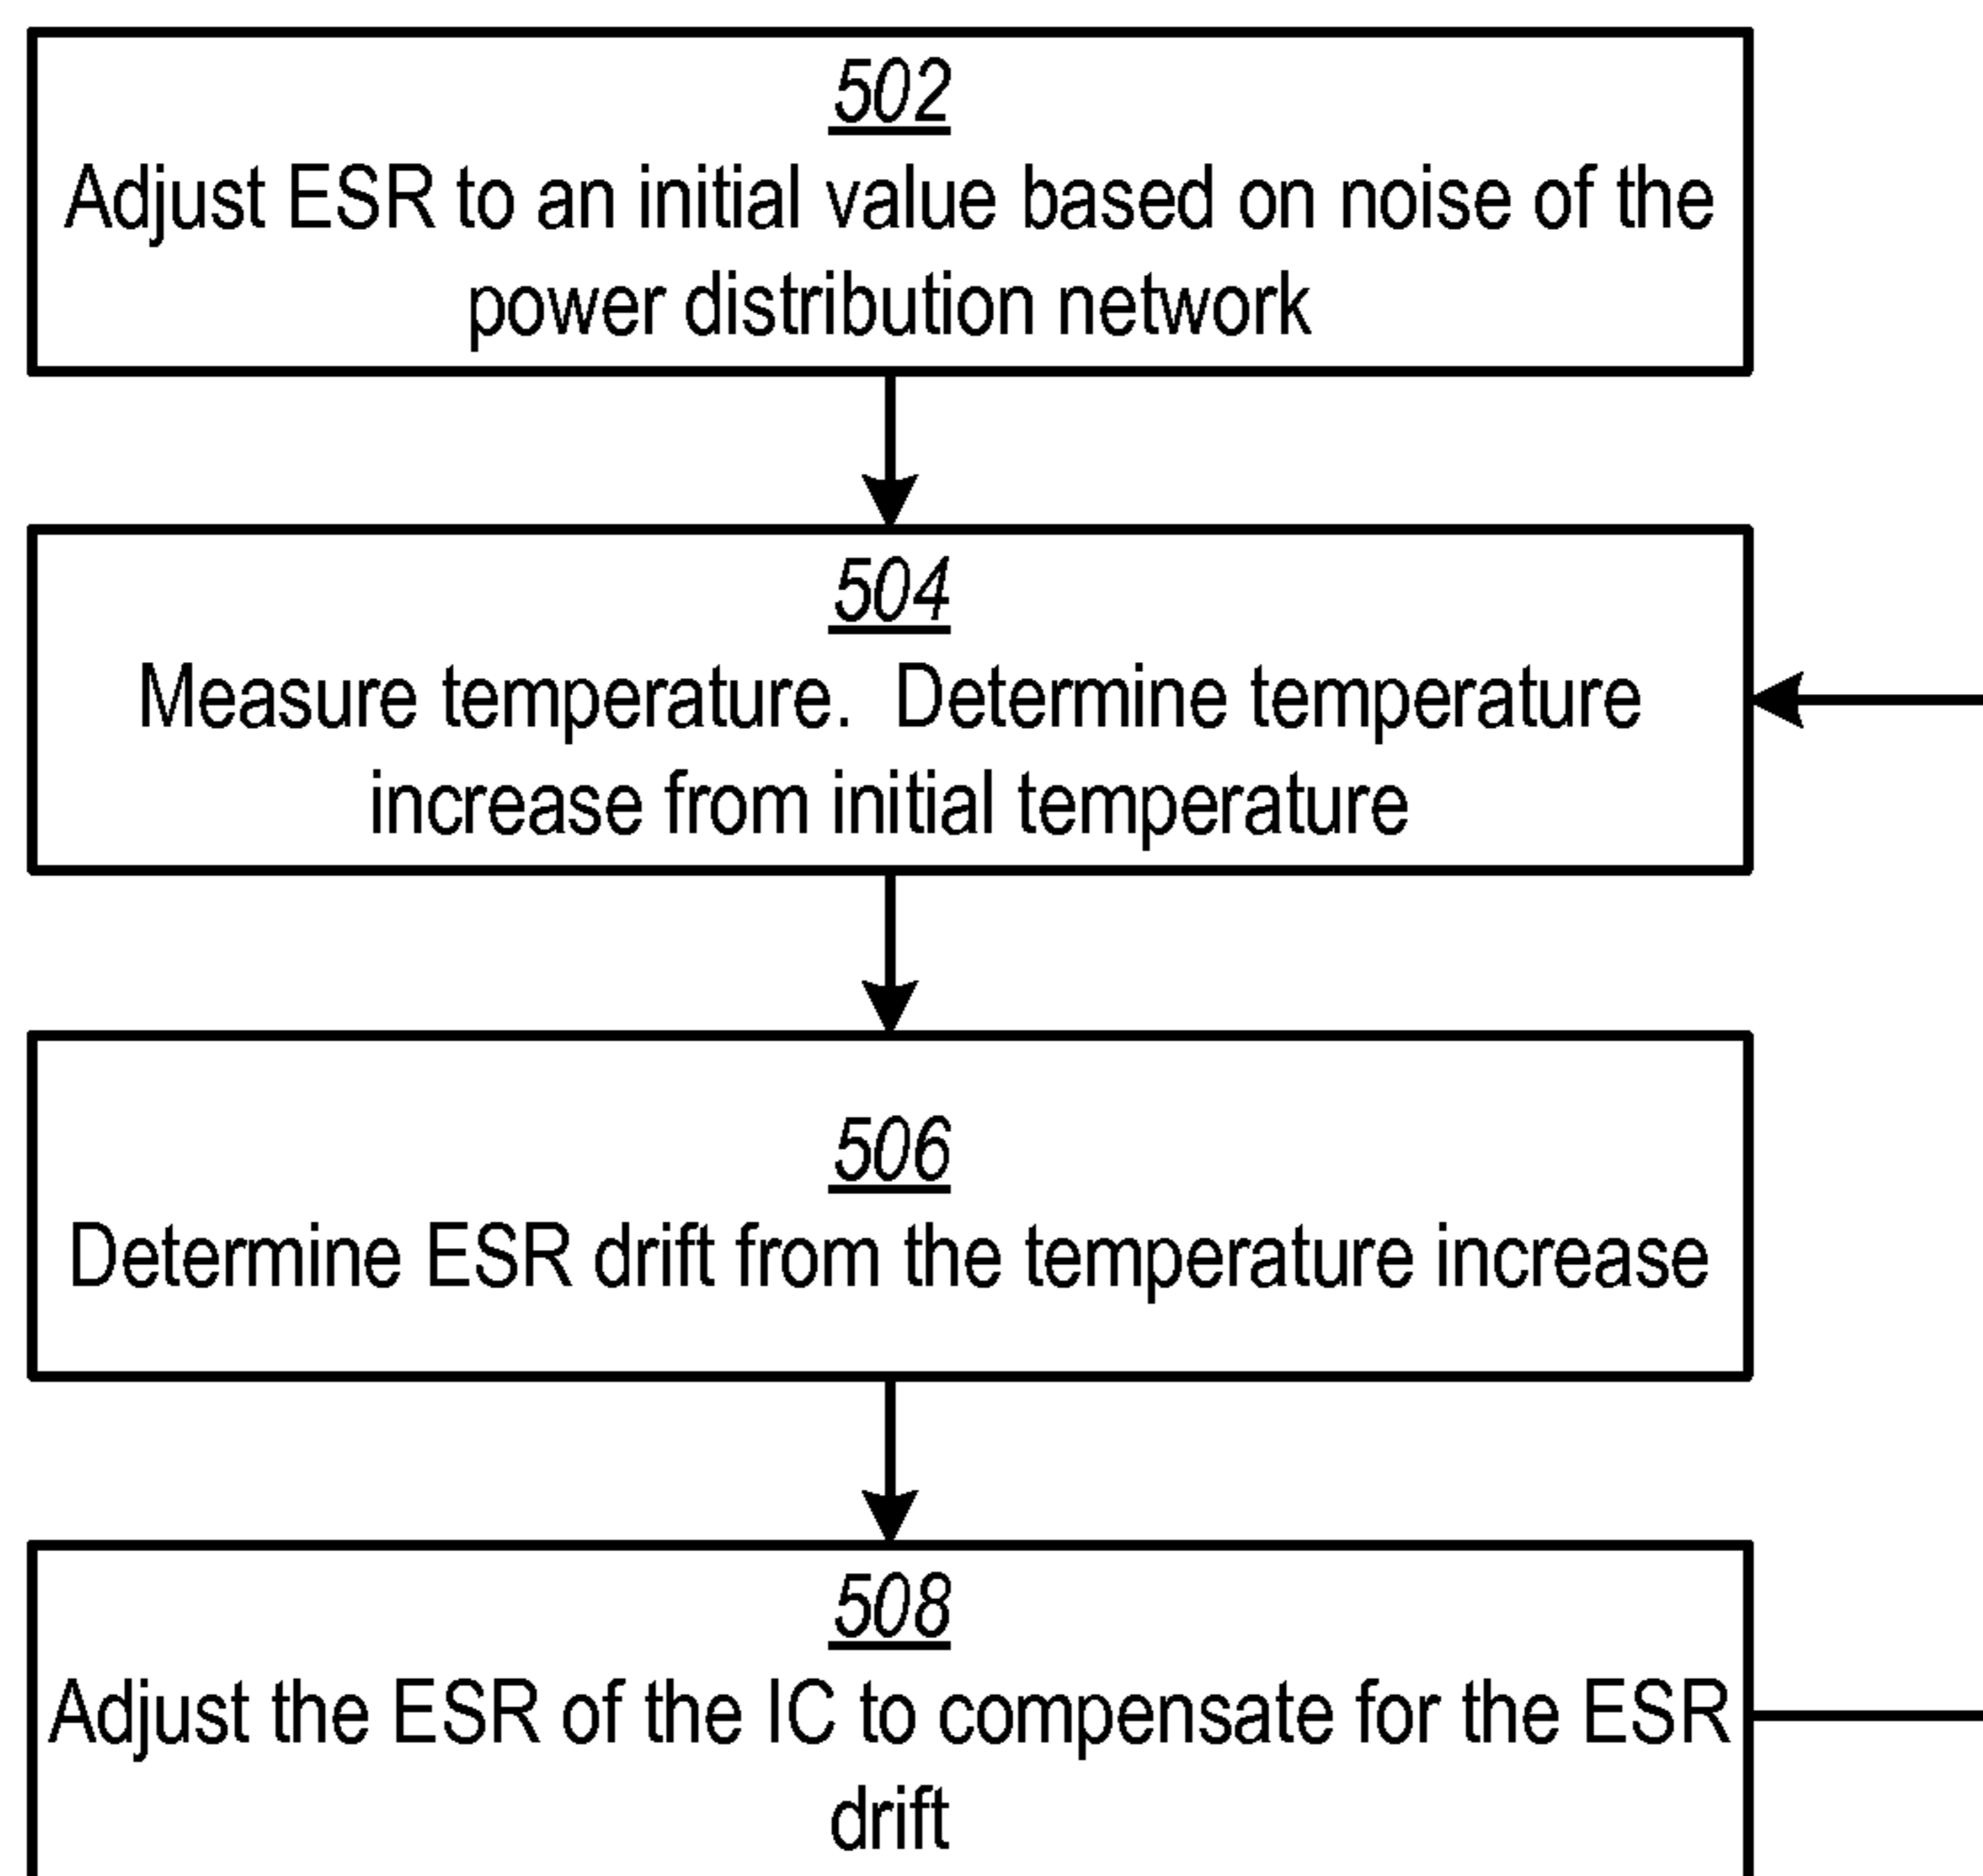 502
Adjust ESR to an initial value based on noise of the
power distribution network
504
Measure temperature. Determine temperature
increase from initial temperature
506
Determine ESR drift from the temperature increase
508
Adjust the ESR of the IC to compensate for the ESR
drift